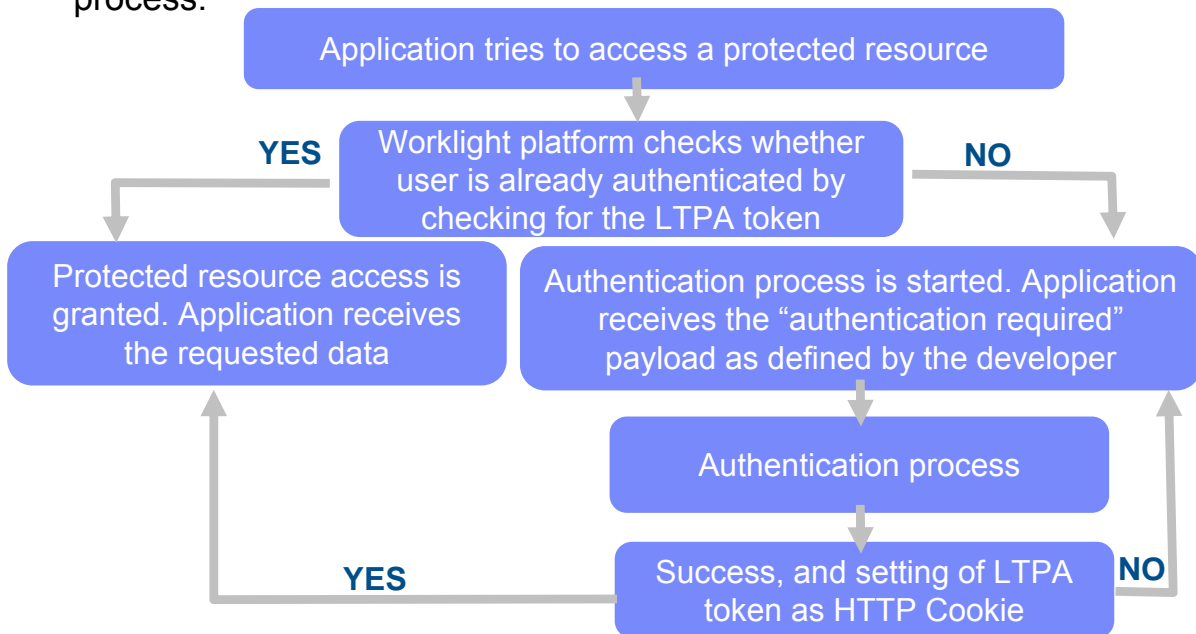 process.
Application tries to access a protected resource
YES
Worklight platform checks whether
user is already authenticated by
checking for the LTPA token
NO
Protected resource access is
granted. Application receives
the requested data
Authentication process is started. Application
receives the “authentication required”
payload as defined by the developer
Authentication process
YES
Success, and setting of LTPA
token as HTTP Cookie
NO